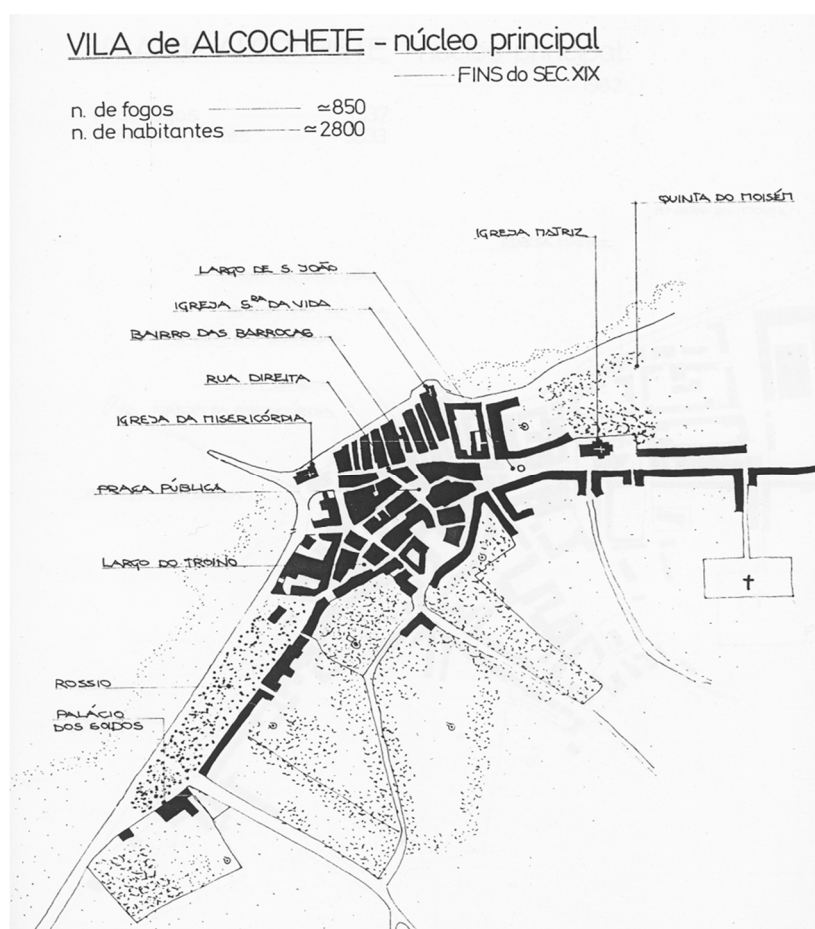 VILA de ALCOCHETE - núcleo principal
FINS do SEC. XIX
n. de fogos ≃850
n. de habitantes ≃2800
QUINTA DO MOISÉM
IGREJA MATRIZ
LARGO DE S. JOÃO
IGREJA S.RA DA VIDA
BAIRRO DAS BARROCAS
RUA DIREITA
IGREJA DA MISERICÓRDIA
PRAÇA PÚBLICA
LARGO DO TROINO
ROSSIO
PALÁCIO
DOS SOIDOS